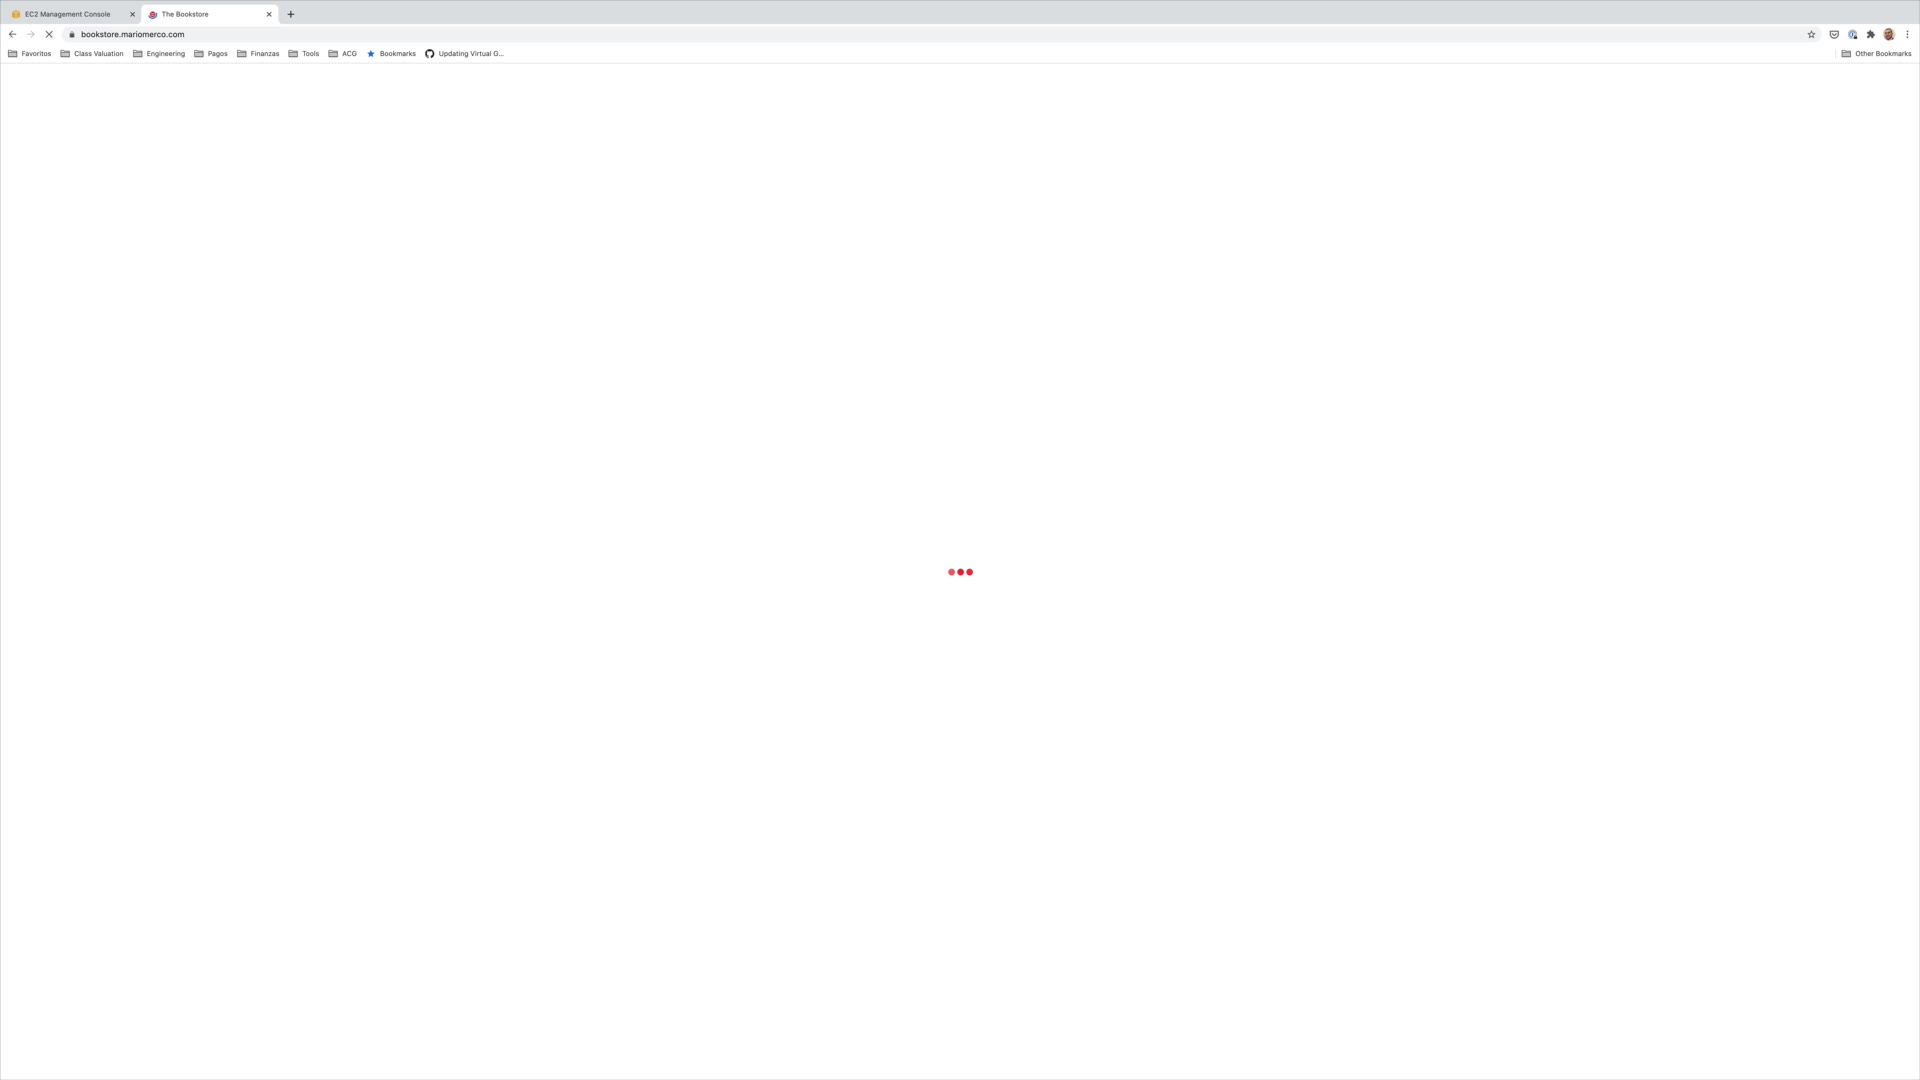 EC2 Management Console
The Bookstore
bookstore.mariomerco.com
Favoritos
Class Valuation
Engineering
Pagos
Finanzas
Tools
ACG
Bookmarks
Updating Virtual G...
Other Bookmarks